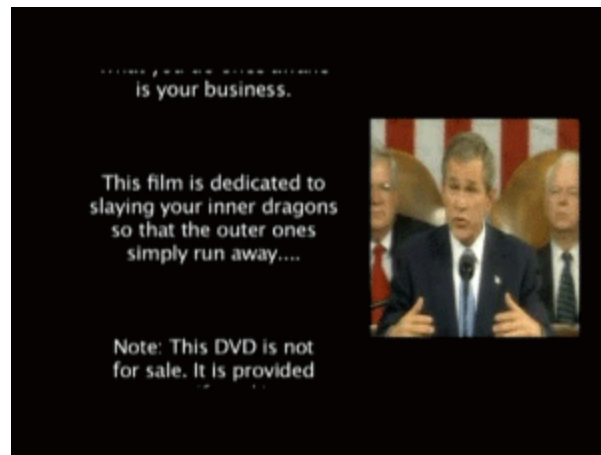 is your business.
This film is dedicated to
slaying your inner dragons
so that the outer ones
simply run away....
Note: This DVD is not
for sale. It is provided